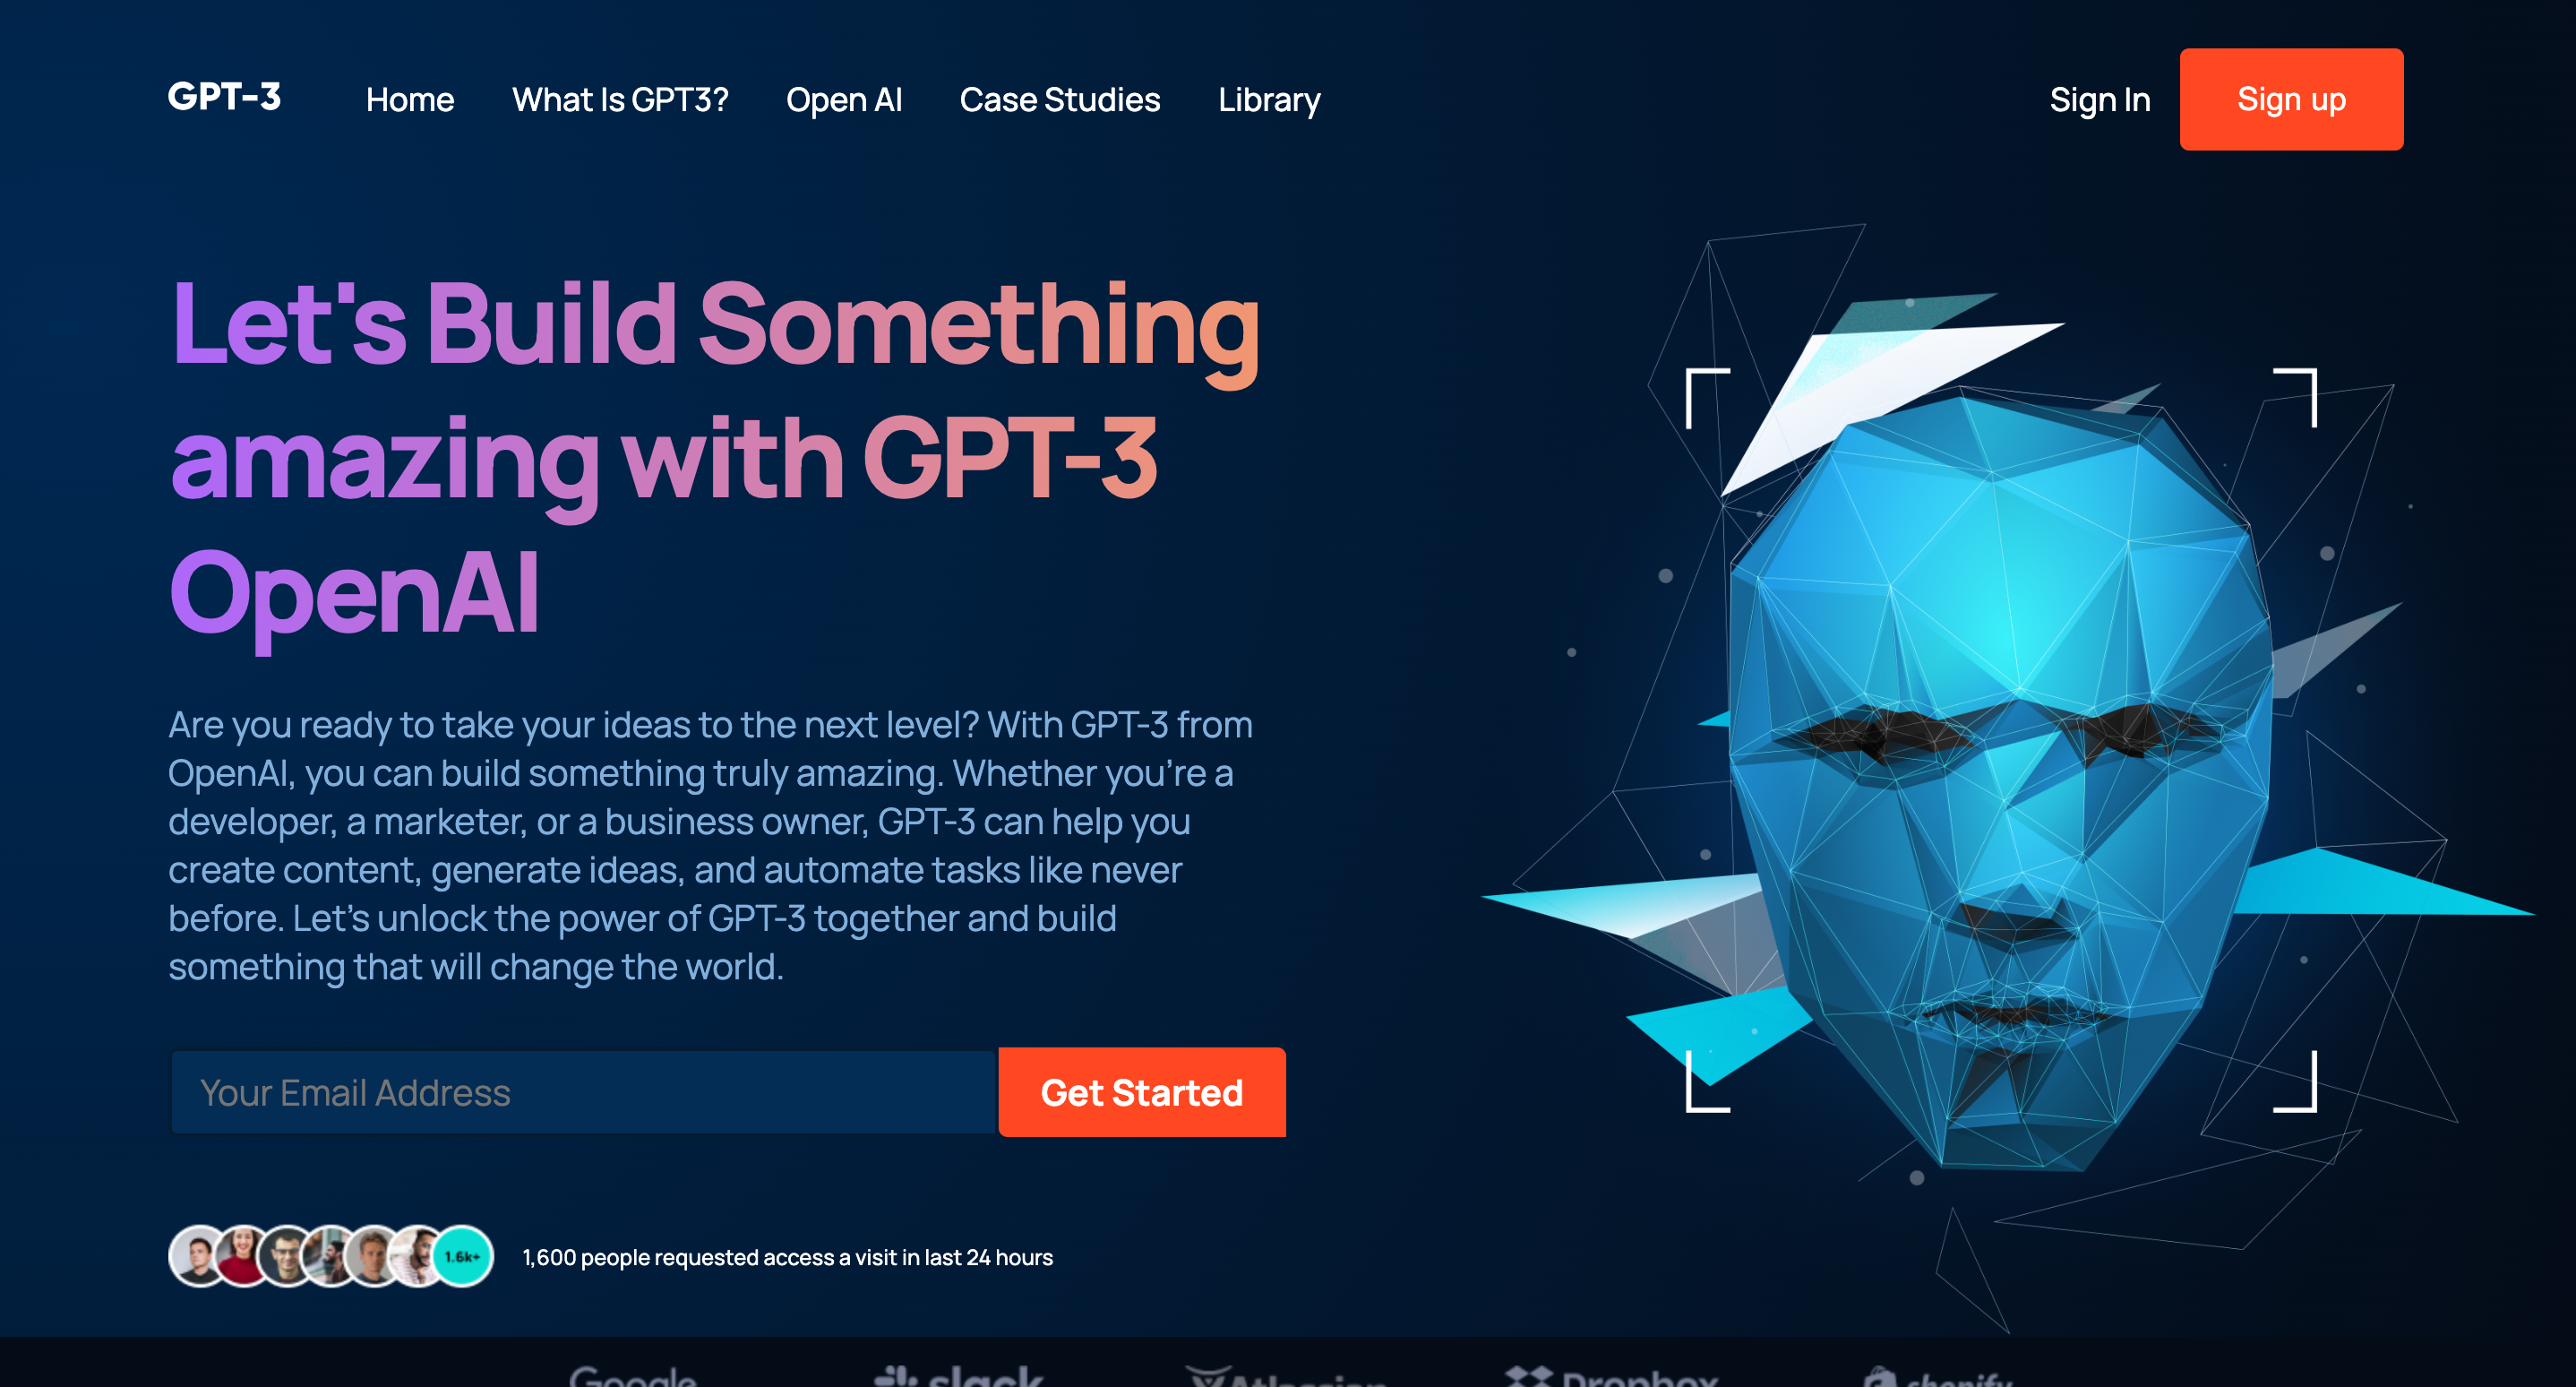 GPT-3
Home
What Is GPT3?
Open AI
Case Studies
Library
Sign In
Sign up
Let's Build Something
amazing with GPT-3
OpenAI
Are you ready to take your ideas to the next level? With GPT-3 from
OpenAI, you can build something truly amazing. Whether you’re a
developer, a marketer, or a business owner, GPT-3 can help you
create content, generate ideas, and automate tasks like never
before. Let’s unlock the power of GPT-3 together and build
something that will change the world.
Your Email Address
Get Started
1.6k+
1,600 people requested access a visit in last 24 hours
Google
slack
Atlassian
Dropbox
shopify